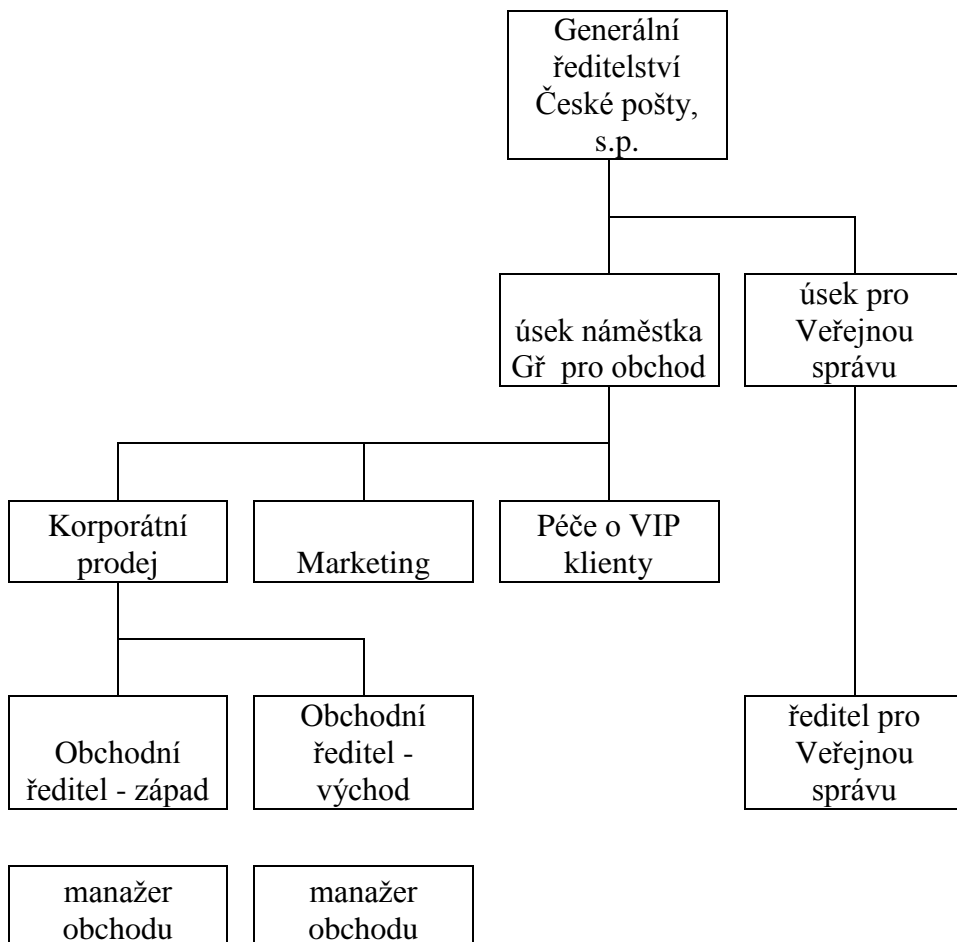 Generální
ředitelství
České pošty,
s.p.
úsek náměstka
Gř pro obchod
úsek pro
Veřejnou
správu
Korporátní
prodej
Marketing
Péče o VIP
klienty
Obchodní
ředitel - západ
Obchodní
ředitel -
východ
ředitel pro
Veřejnou
správu
manažer
obchodu
manažer
obchodu